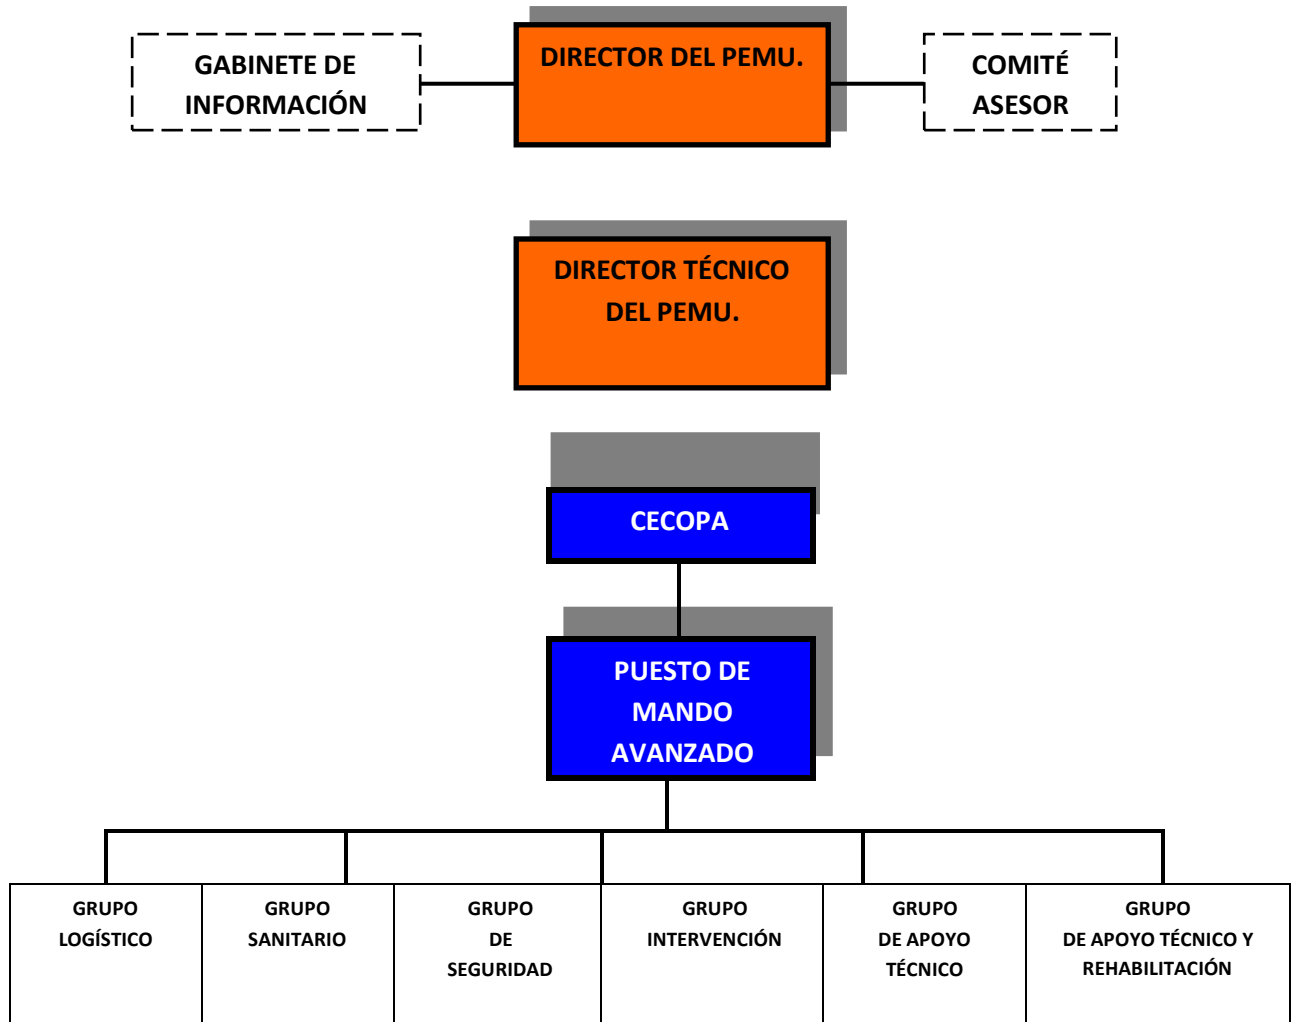 GABINETE DE
INFORMACIÓN
DIRECTOR DEL PEMU.
COMITÉ
ASESOR
DIRECTOR TÉCNICO
DEL PEMU.
CECOPA
PUESTO DE
MANDO
AVANZADO
GRUPO
LOGÍSTICO
GRUPO
SANITARIO
GRUPO
DE
SEGURIDAD
GRUPO
INTERVENCIÓN
GRUPO
DE APOYO
TÉCNICO
GRUPO
DE APOYO TÉCNICO Y
REHABILITACIÓN